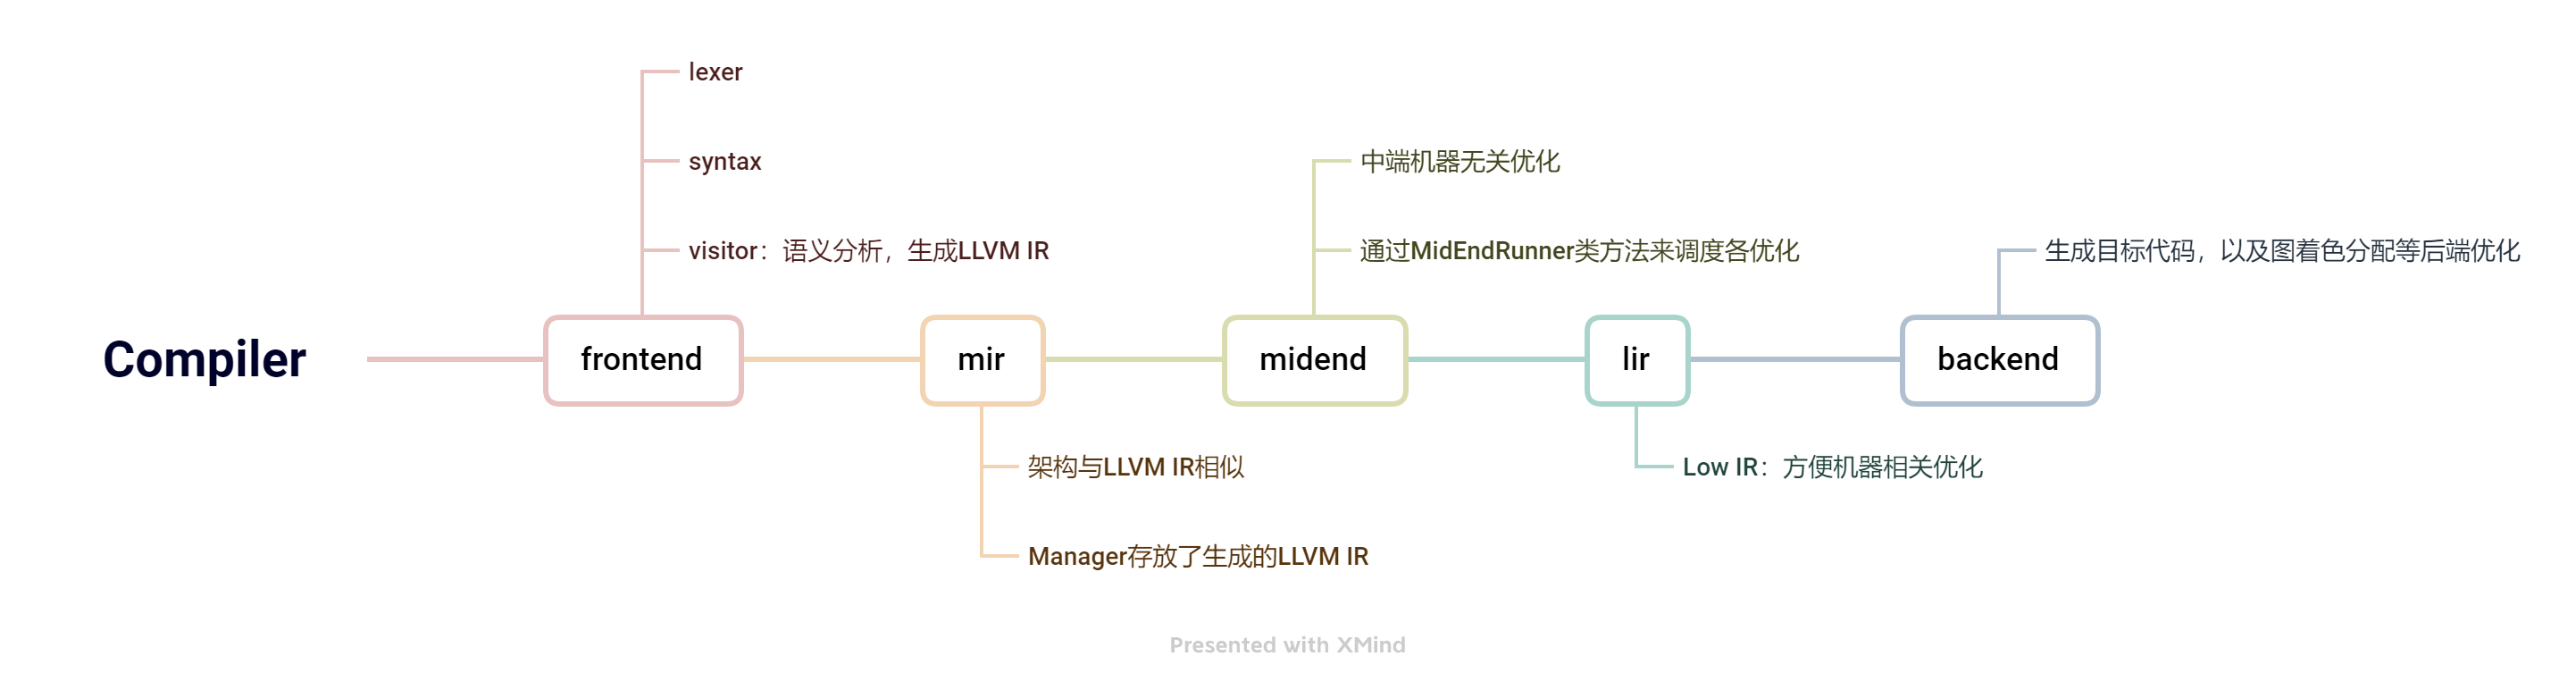 lexer
syntax
中端机器无关优化
visitor：语义分析，生成LLVM IR
通过MidEndRunner类方法来调度各优化
生成目标代码，以及图着色分配等后端优化
Compiler
frontend
mir
midend
lir
backend
架构与LLVM IR相似
Low IR：方便机器相关优化
Manager存放了生成的LLVM IR
Presented with XMind